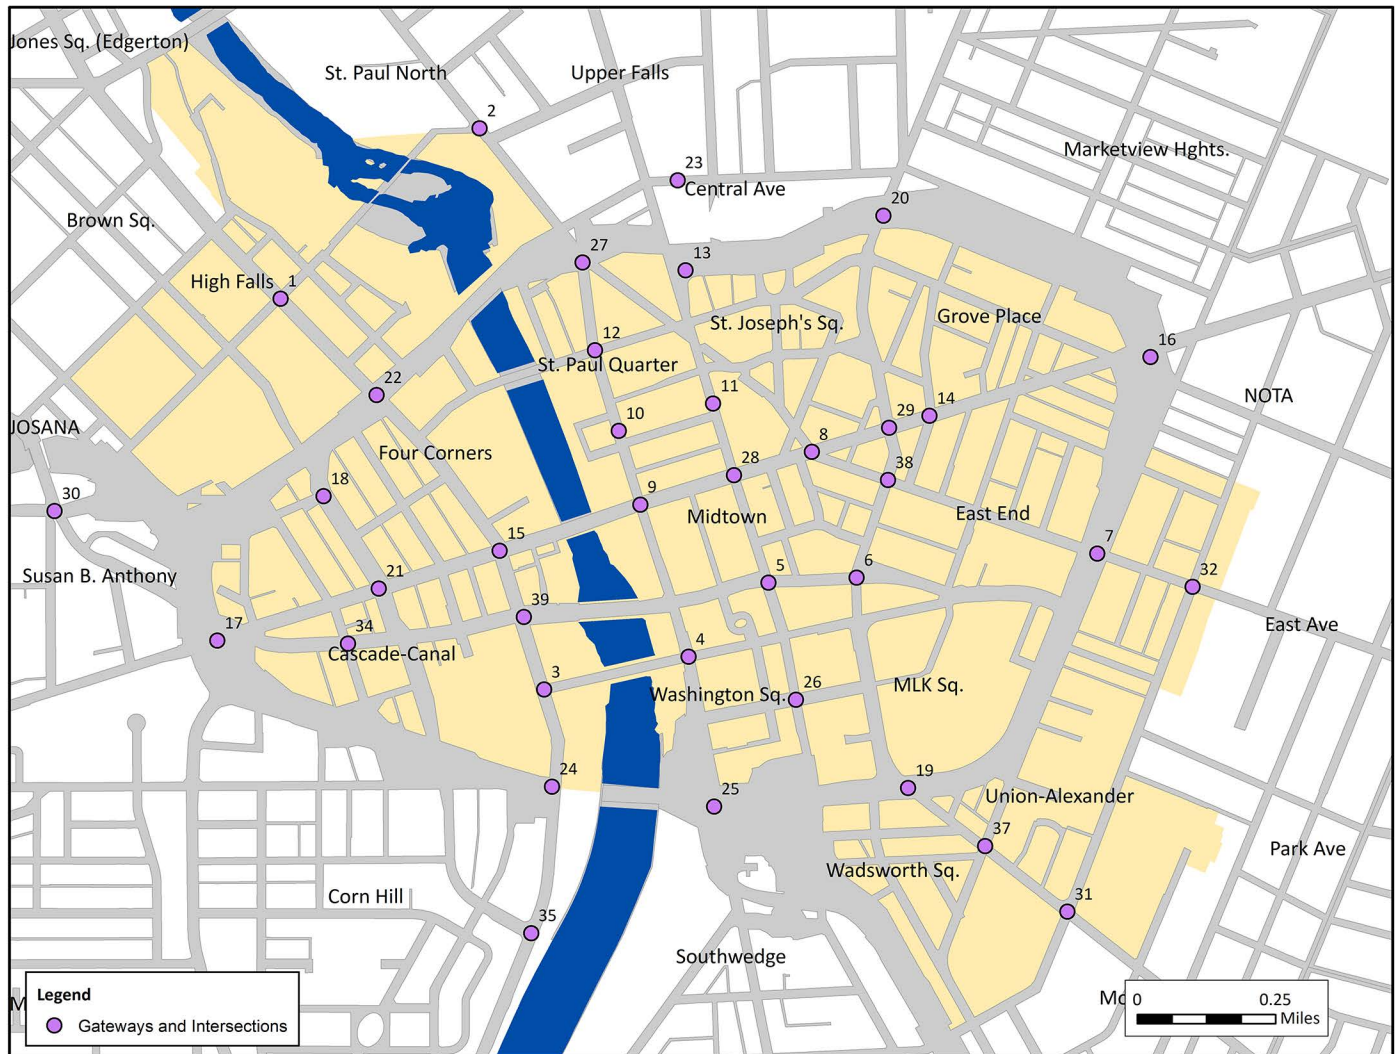 Jones Sq. (Edgerton)
St. Paul North
Upper Falls
2
Marketview Hghts.
23
Central Ave
20
Brown Sq.
27
13
High Falls
1
St. Joseph's Sq.
Grove Place
12
16
St. Paul Quarter
22
11
NOTA
14
10
29
JOSANA
8
Four Corners
28
38
18
30
9
Midtown
East End
15
7
5
6
Susan B. Anthony
21
32
39
17
34
East Ave
4
Cascade-Canal
3
Washington Sq.
26
MLK Sq.
24
19
25
Union-Alexander
37
Park Ave
Wadsworth Sq.
Corn Hill
31
35
Southwedge
Legend
M
Mo
0
0.25
Miles
Gateways and Intersections